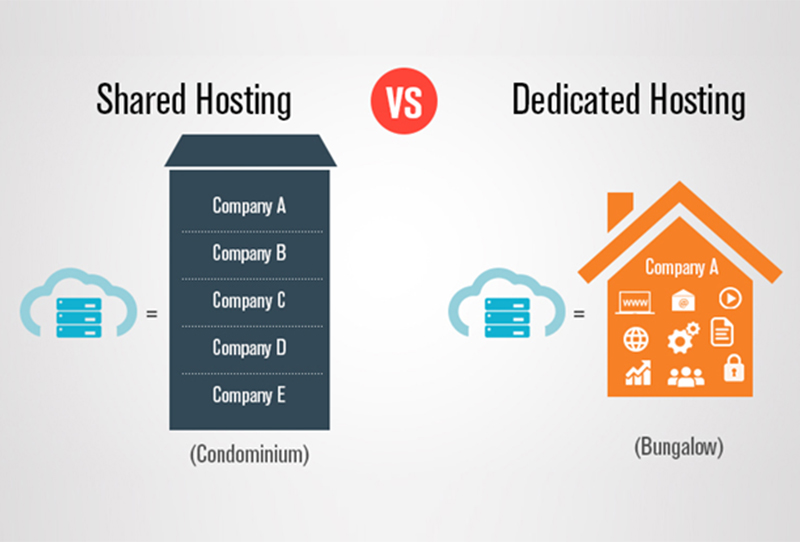 Shared Hosting
VS
Dedicated Hosting
Company A
Company B
Company C
Company D
Company E
(Condominium)
=
=
Company A
www
@
(Bungalow)